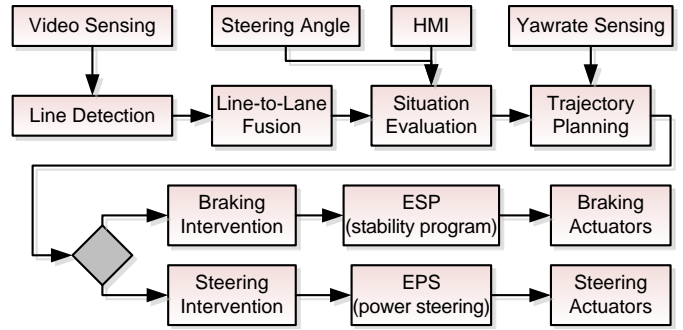 Video Sensing
Steering Angle
HMI
Yawrate Sensing
Line Detection
Line-to-Lane
Fusion
Situation
Evaluation
Trajectory
Planning
Braking
Intervention
ESP
(stability program)
Braking
Actuators
Steering
Intervention
EPS
(power steering)
Steering
Actuators